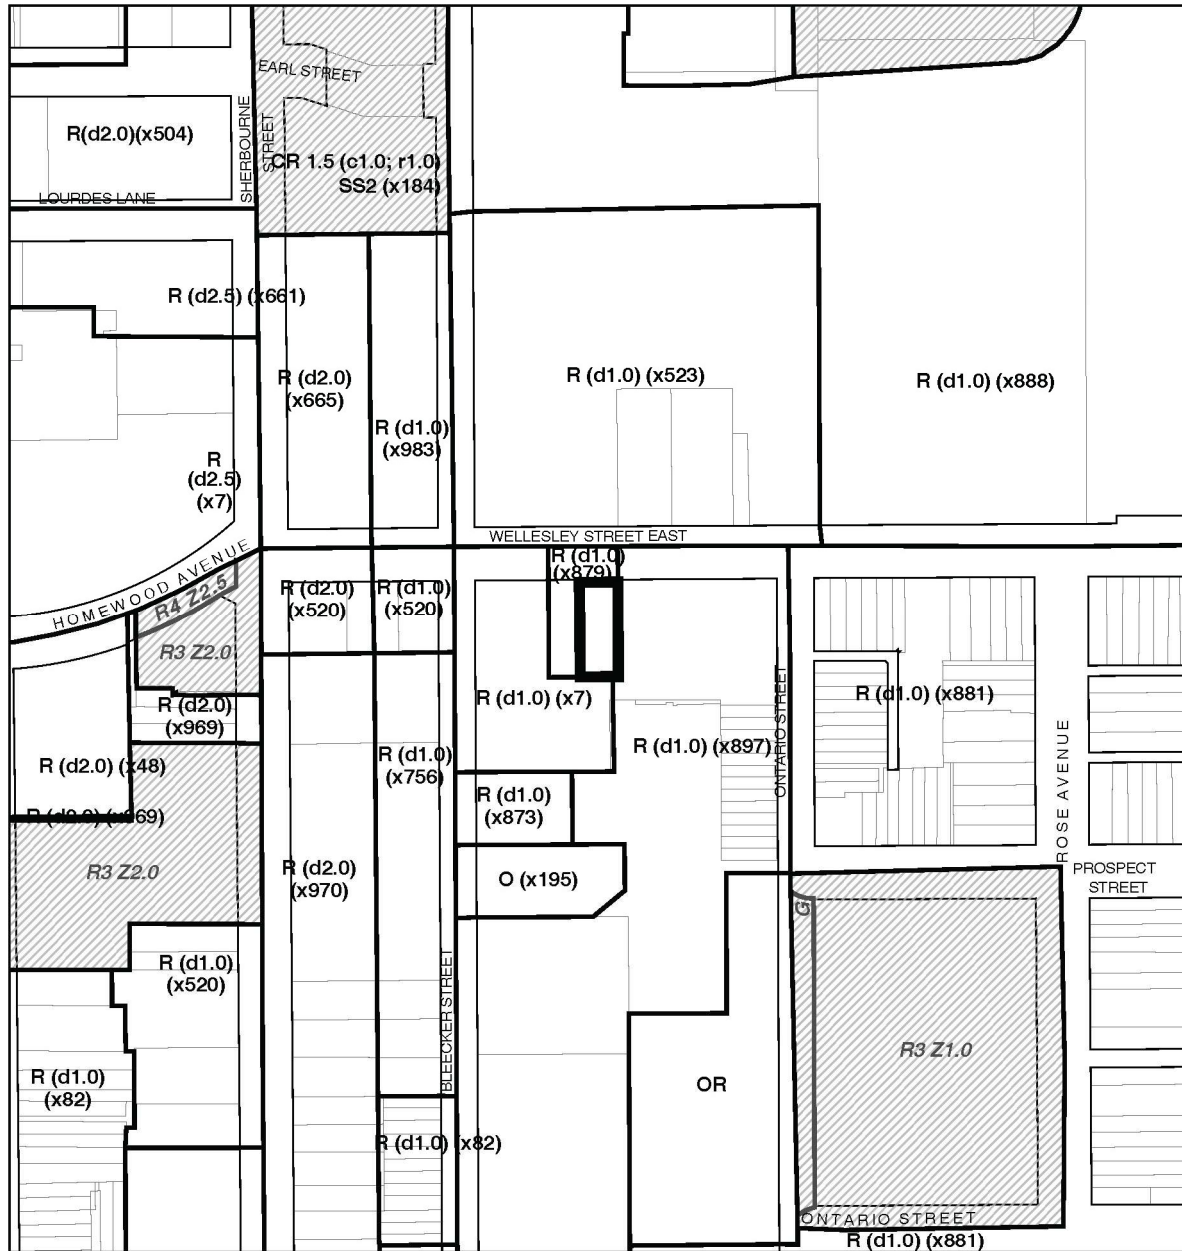 EARL STREET
SHERBOURNE
STREET
R(d2.0)(x504)
CR 1.5 (c1.0; r1.0)
SS2 (x184)
LOURDES LANE
R (d2.5) (x661)
R (d2.0)
(x665)
R (d1.0) (x523)
R (d1.0) (x888)
R (d1.0)
(x983)
R
(d2.5)
(x7)
WELLESLEY STREET EAST
HOMEWOOD AVENUE
R (d1.0)
(x879)
R4 Z2.5
R (d2.0)
(x520)
R (d1.0)
(x520)
R3 Z2.0
R (d1.0) (x7)
R (d1.0) (x881)
R (d2.0)
(x969)
ONTARIO STREET
R (d1.0) (x897)
ROSE AVENUE
R (d2.0) (x48)
R (d1.0)
(x756)
R (d1.0)
(x873)
R (d2.0) (x969)
R3 Z2.0
R (d2.0)
(x970)
O (x195)
PROSPECT
STREET
G
R (d1.0)
(x520)
BLEECKER STREET
R3 Z1.0
R (d1.0)
(x82)
OR
R (d1.0) (x82)
ONTARIO STREET
R (d1.0) (x881)